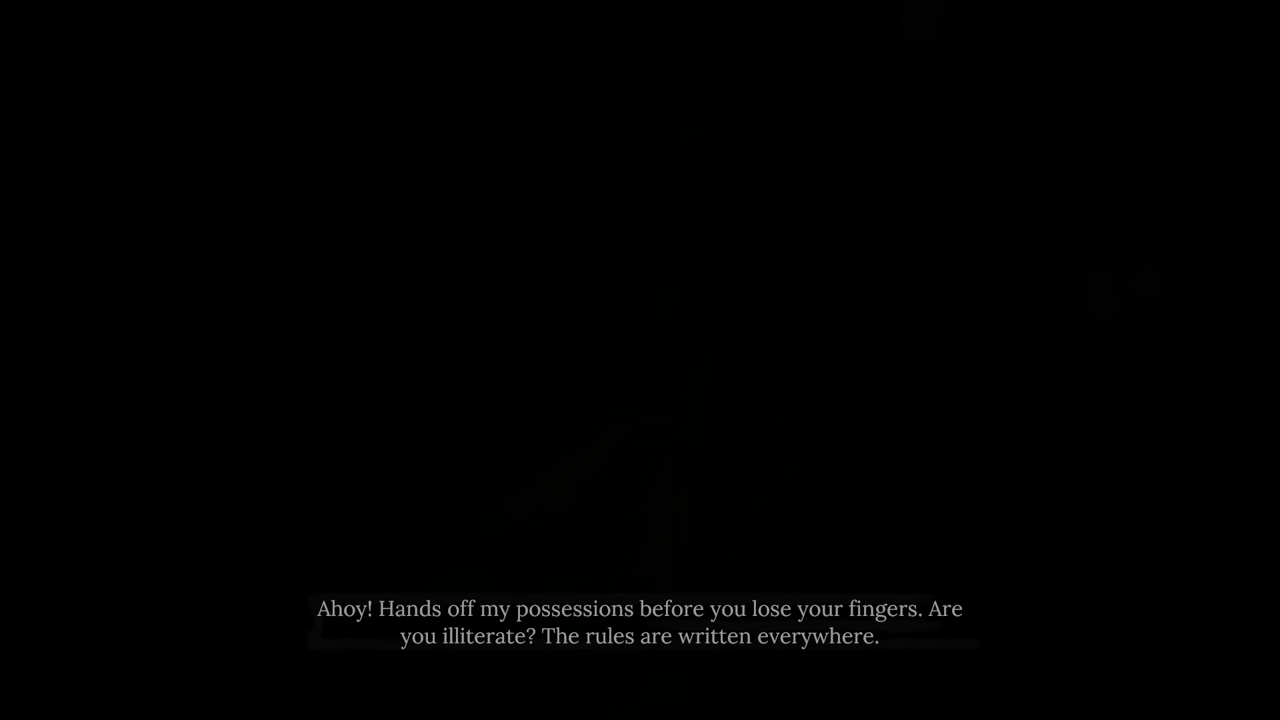 Ahoy! Hands off my possessions before you lose your fingers. Are
you illiterate? The rules are written everywhere.